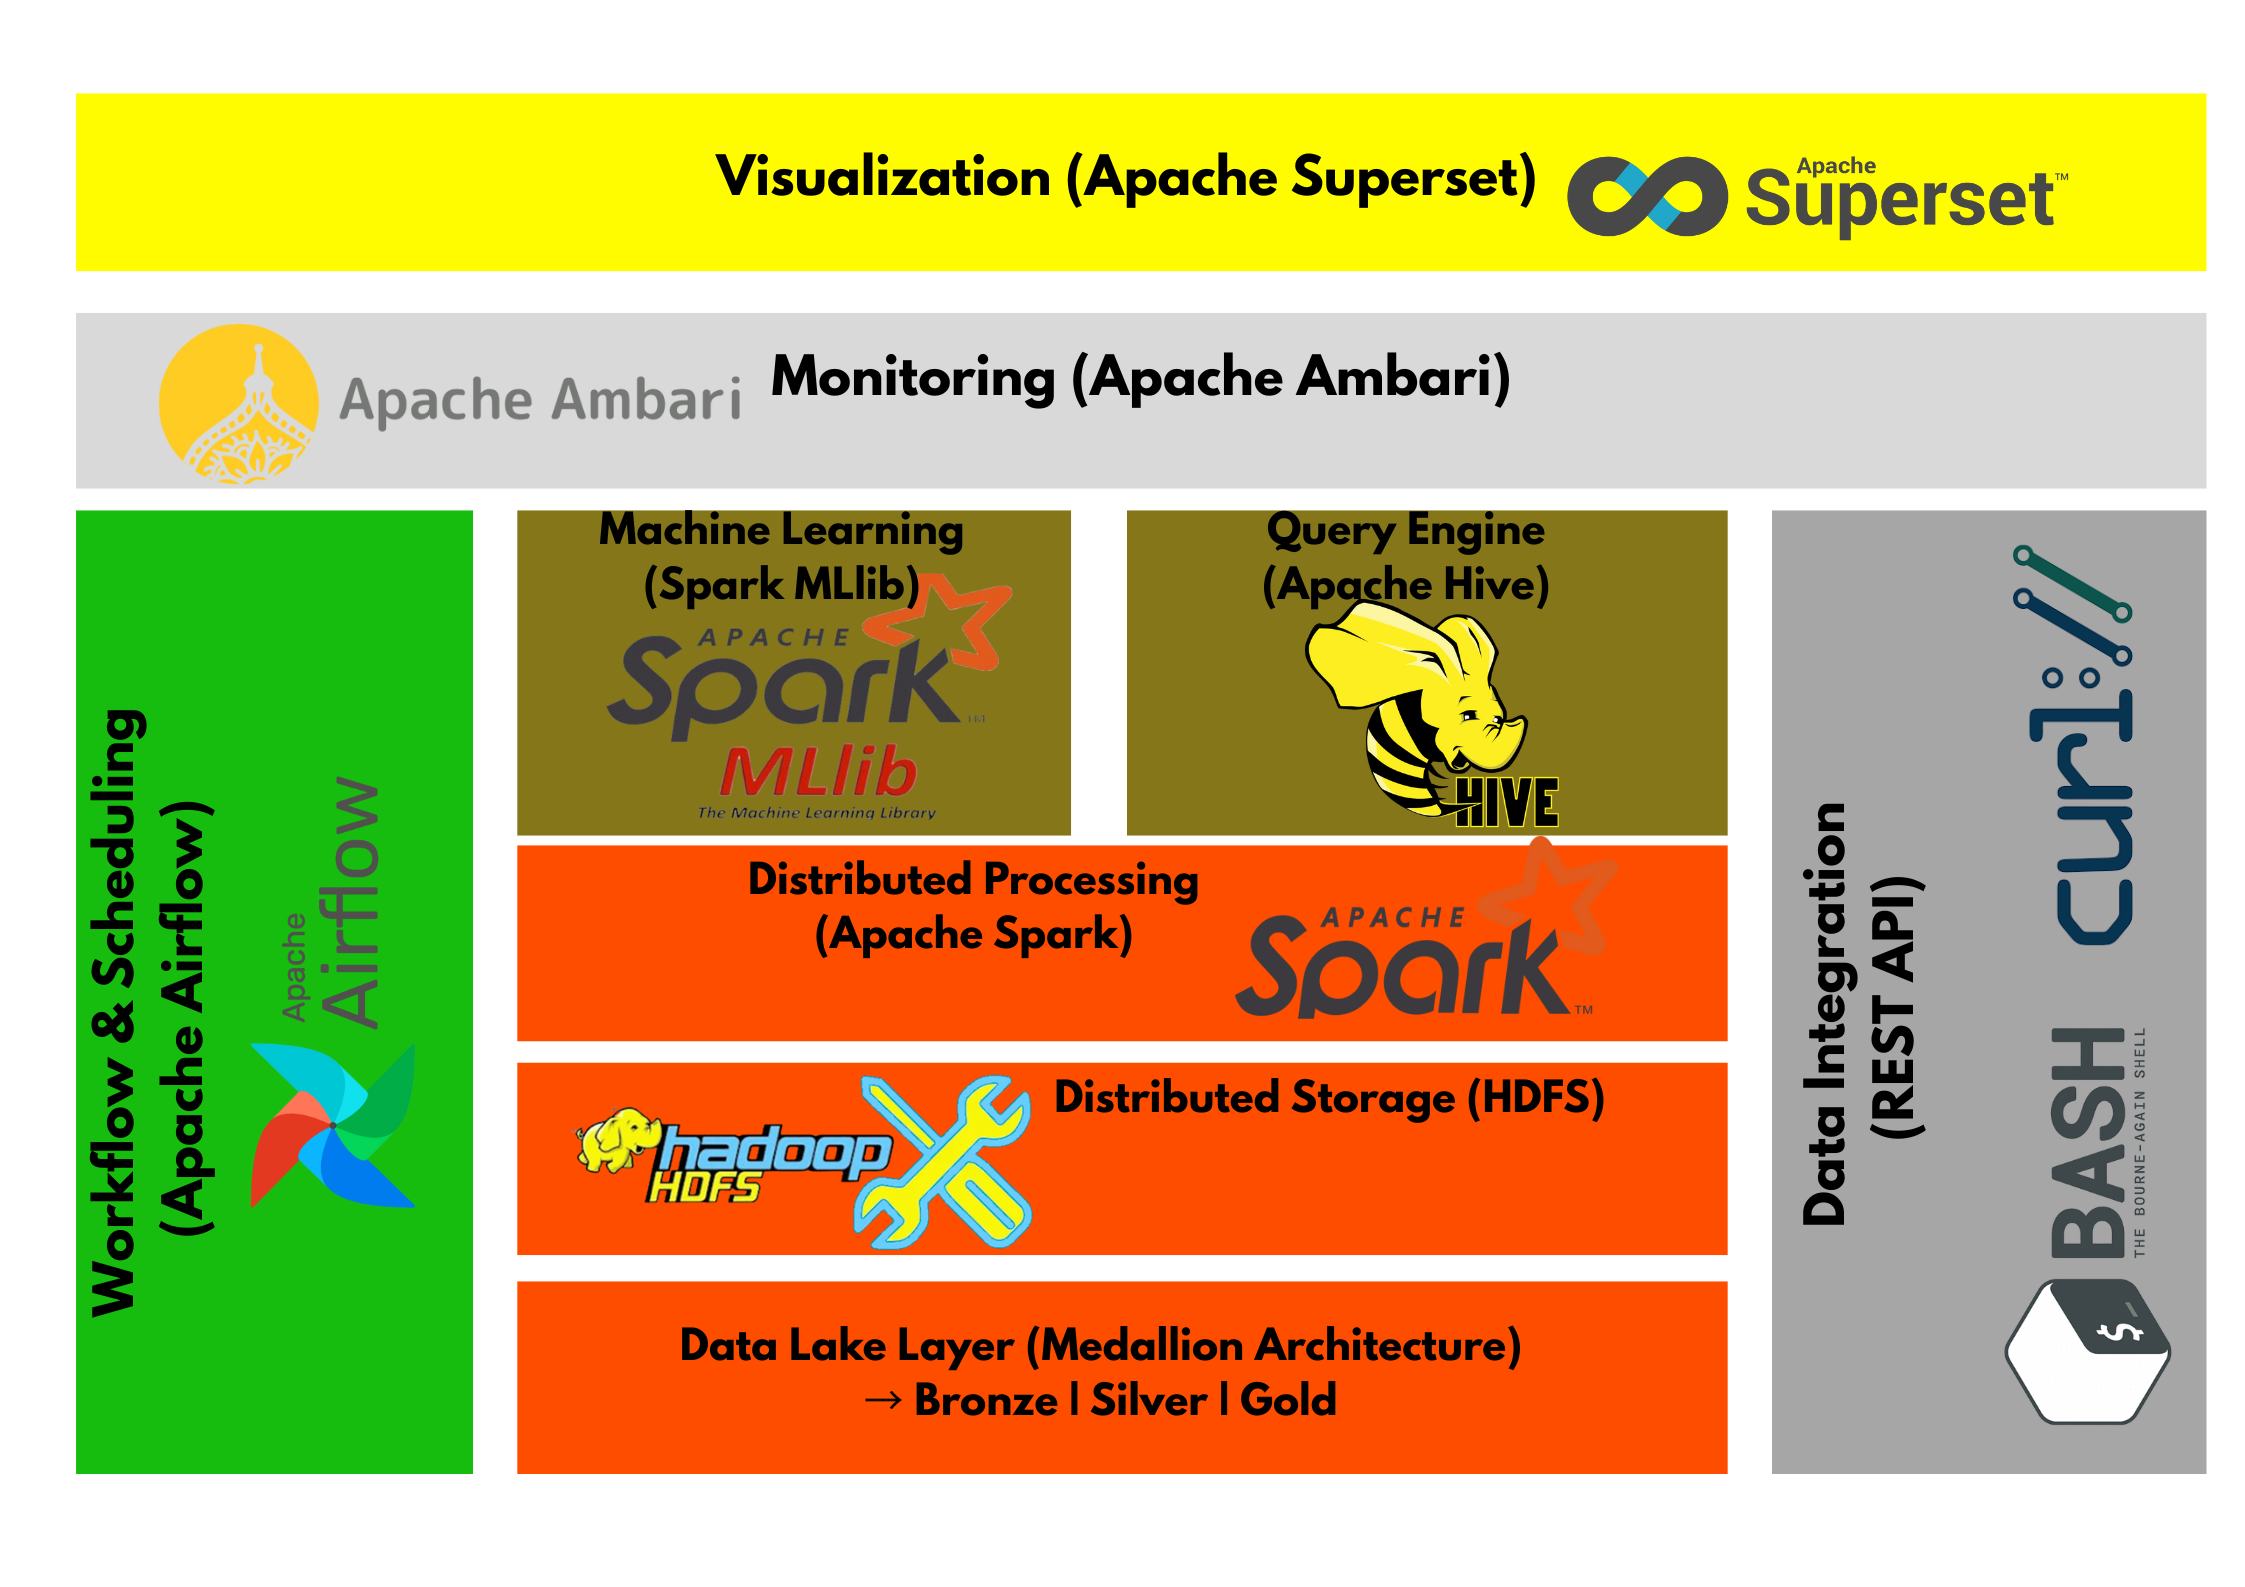 Visualization (Apache Superset)
Apache
Superset™
Apache Ambari
Monitoring (Apache Ambari)
Workflow & Scheduling
(Apache Airflow)
Apache
Airflow
Machine Learning
(Spark MLlib)
APACHE
Spark™
MLlib
The Machine Learning Library
Query Engine
(Apache Hive)
HIVE
Distributed Processing
(Apache Spark)
APACHE
Spark™
hadoop
HDFS
Distributed Storage (HDFS)
Data Lake Layer (Medallion Architecture)
→ Bronze | Silver | Gold
Data Integration
(REST API)
curl://
BASH
THE BOURNE-AGAIN SHELL
$_